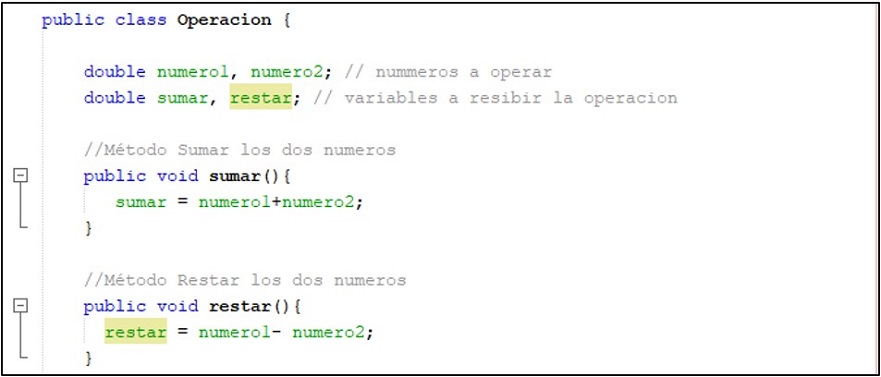 public class Operacion {
double numero1, numero2; // nummeros a operar
double sumar, restar; // variables a resibir la operacion
//Método Sumar los dos numeros
public void sumar(){
sumar = numero1+numero2;
}
//Método Restar los dos numeros
public void restar(){
restar = numero1- numero2;
}